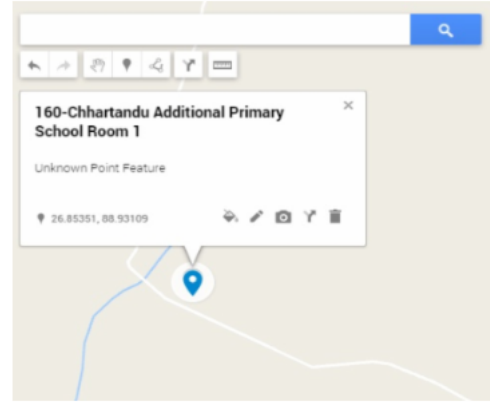 160-Chhartandu Additional Primary
School Room 1
Unknown Point Feature
26.85351, 88.93109